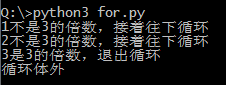 Q:\>python3 for.py
1不是3的倍数，接着往下循环
2不是3的倍数，接着往下循环
3是3的倍数，退出循环
循环体外